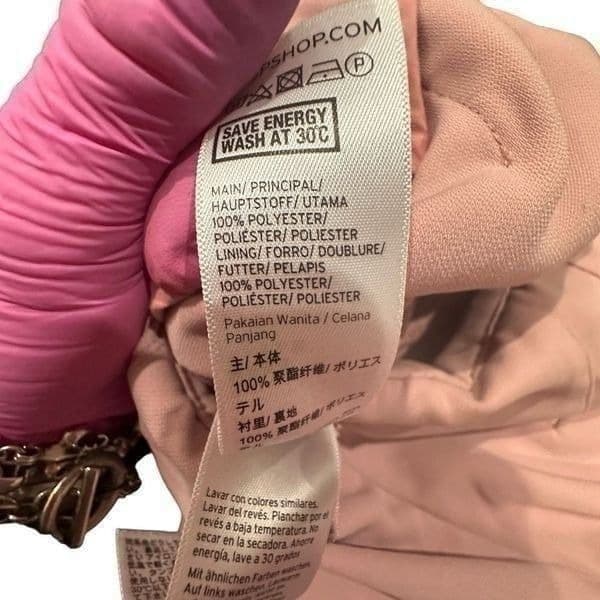 PSHOP.COM
P
SAVE ENERGY
WASH AT 30°C
MAIN/ PRINCIPAL/
HAUPTSTOFF/ UTAMA
100% POLYESTER/
POLIÉSTER/ POLIESTER
LINING/ FORRO/ DOUBLURE/
FUTTER/ PELAPIS
100% POLYESTER/
POLIÉSTER/ POLIESTER
Pakaian Wanita / Celana
Panjang
主/ 本体
100% 聚酯纤维/ ポリエス
テル
衬里/ 裏地
100% 聚酯纤维/ ポリエス
Lavar con colores similares.
Lavar del revés. Planchar por el
revés a baja temperatura. No
secar en la secadora. Ahorre
energía, lave a 30 grados
Mit ähnlichen Farben waschen.
Auf links waschen. Lauwarm